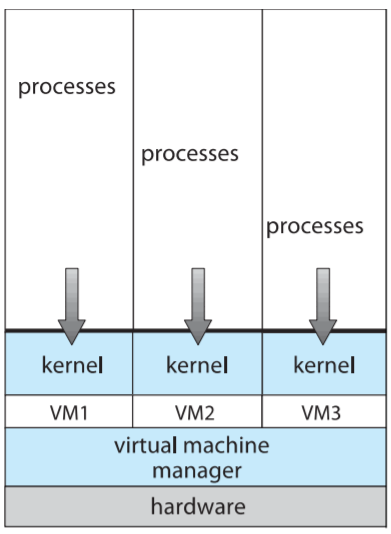 processes
processes
processes
kernel
kernel
kernel
VM1
VM2
VM3
virtual machine
manager
hardware